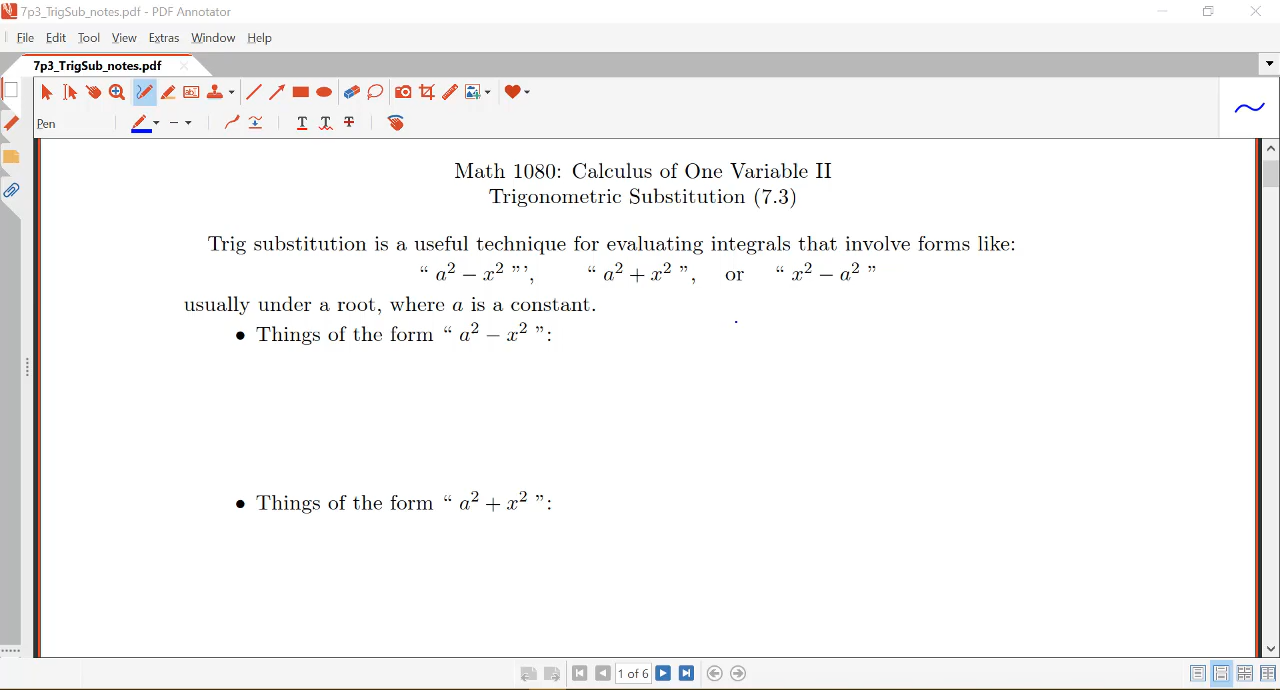 7p3_TrigSub_notes.pdf - PDF Annotator
File Edit Tool View Extras Window Help
7p3_TrigSub_notes.pdf
Pen
Math 1080: Calculus of One Variable II
Trigonometric Substitution (7.3)
Trig substitution is a useful technique for evaluating integrals that involve forms like:
“ a² − x² ”’, “ a² + x² ”, or “ x² − a² ”
usually under a root, where a is a constant.
• Things of the form “ a² − x² ”:
• Things of the form “ a² + x² ”:
1 of 6